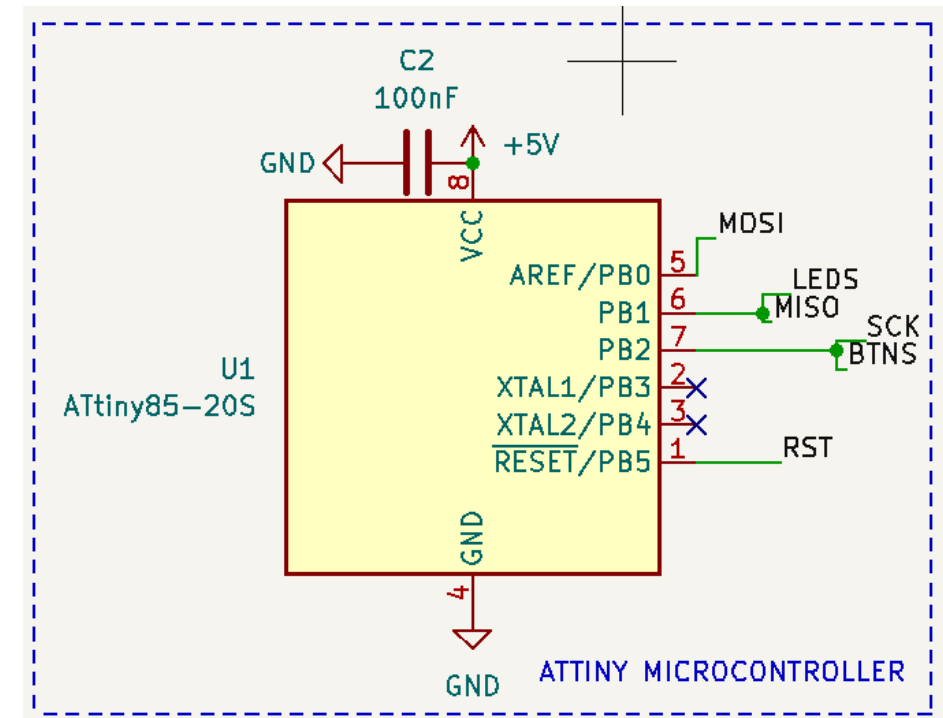 C2
100nF
GND
+5V
8
VCC
MOSI
AREF/PB0 5
LEDS
PB1 6
MISO
SCK
PB2 7
BTNS
U1
ATtiny85-20S
XTAL1/PB3 2
XTAL2/PB4 3
RESET/PB5 1
RST
GND
4
GND
ATTINY MICROCONTROLLER